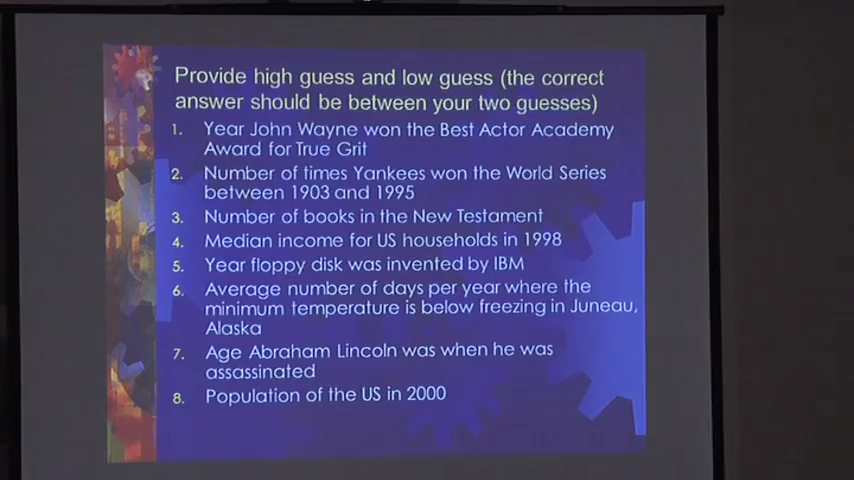 Provide high guess and low guess (the correct
answer should be between your two guesses)
1. Year John Wayne won the Best Actor Academy
Award for True Grit
2. Number of times Yankees won the World Series
between 1903 and 1995
3. Number of books in the New Testament
4. Median income for US households in 1998
5. Year floppy disk was invented by IBM
6. Average number of days per year where the
minimum temperature is below freezing in Juneau,
Alaska
7. Age Abraham Lincoln was when he was
assassinated
8. Population of the US in 2000